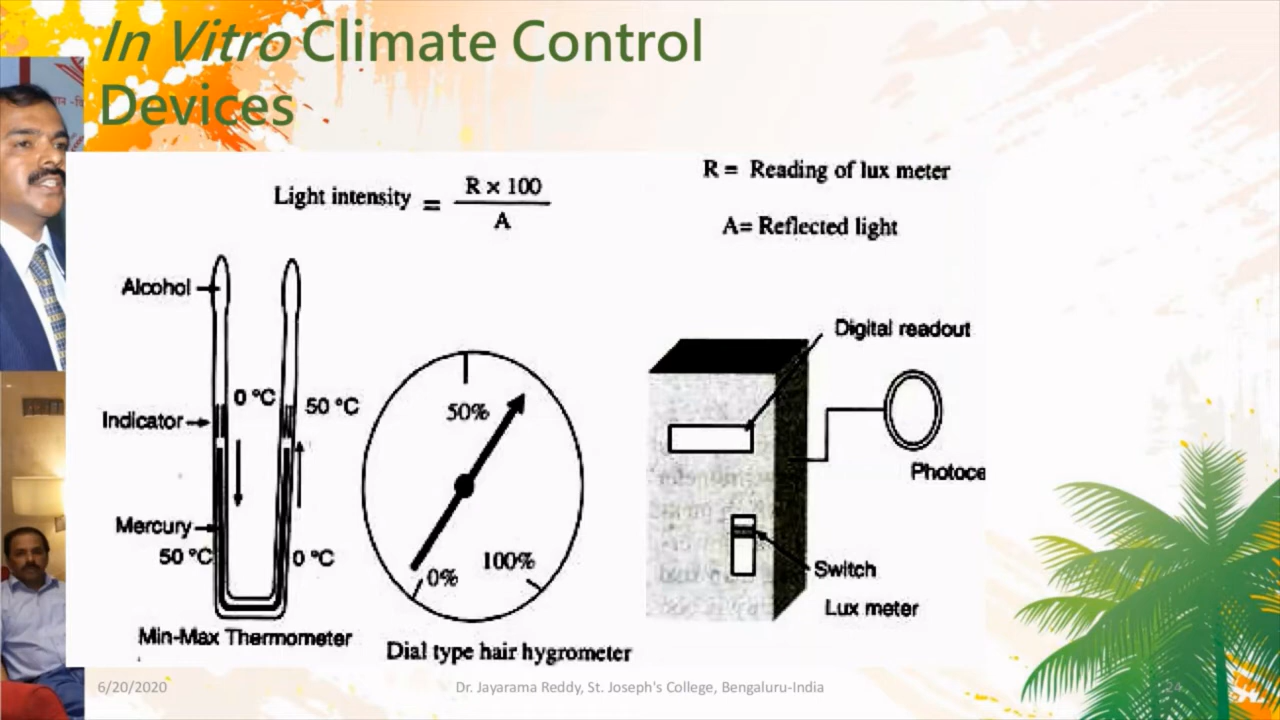 In Vitro Climate Control
Devices
Light intensity = R × 100
A
R = Reading of lux meter
A= Reflected light
Alcohol
Indicator
0 °C
50 °C
Mercury
50 °C
0 °C
Min-Max Thermometer
50%
0%
100%
Dial type hair hygrometer
Digital readout
Photoce
Switch
Lux meter
6/20/2020
Dr. Jayarama Reddy, St. Joseph's College, Bengaluru-India